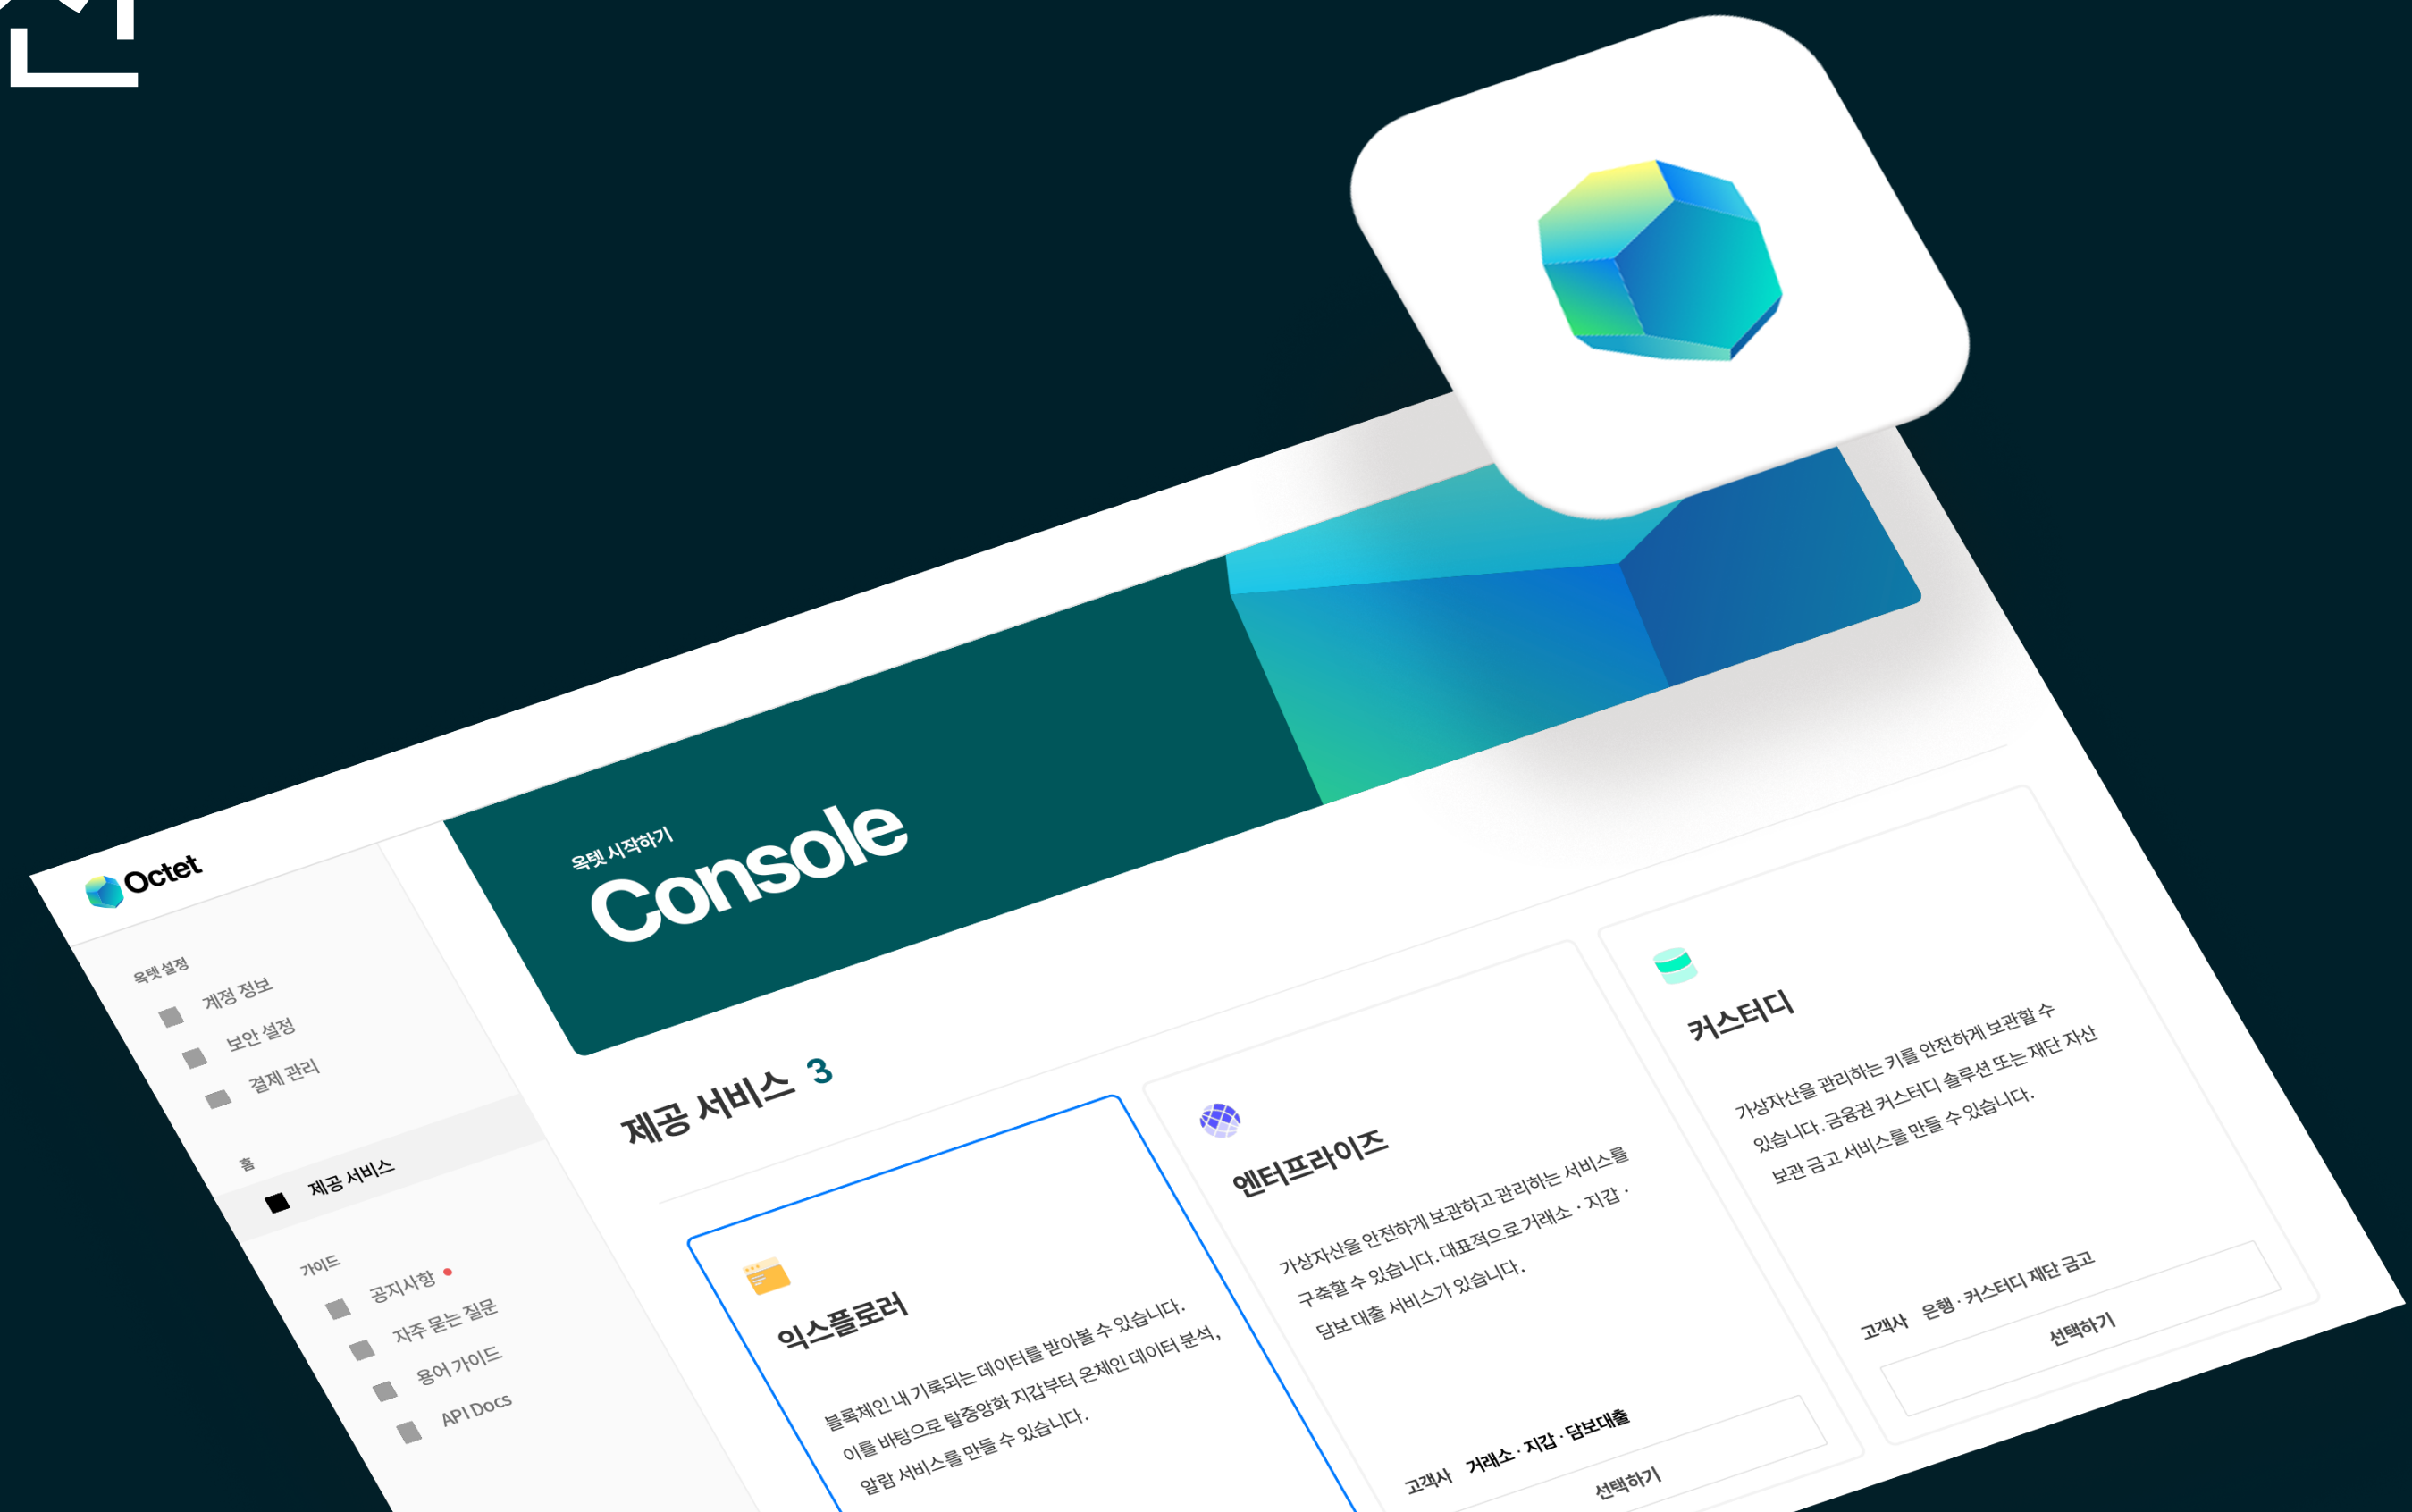 Octet
옥텟 설정
계정 정보
보안 설정
결제 관리
홈
제공 서비스
가이드
공지사항
자주 묻는 질문
용어 가이드
API Docs
옥텟 시작하기
Console
제공 서비스 3
익스플로러
블록체인 내 기록되는 데이터를 받아볼 수 있습니다.
이를 바탕으로 탈중앙화 지갑부터 온체인 데이터 분석,
알람 서비스를 만들 수 있습니다.
엔터프라이즈
가상자산을 안전하게 보관하고 관리하는 서비스를
구축할 수 있습니다. 대표적으로 거래소 · 지갑 ·
담보 대출 서비스가 있습니다.
고객사 거래소 · 지갑 · 담보대출
선택하기
커스터디
가상자산을 관리하는 키를 안전하게 보관할 수
있습니다. 금융권 커스터디 솔루션 또는 재단 자산
보관 금고 서비스를 만들 수 있습니다.
고객사 은행 · 커스터디 재단 금고
선택하기